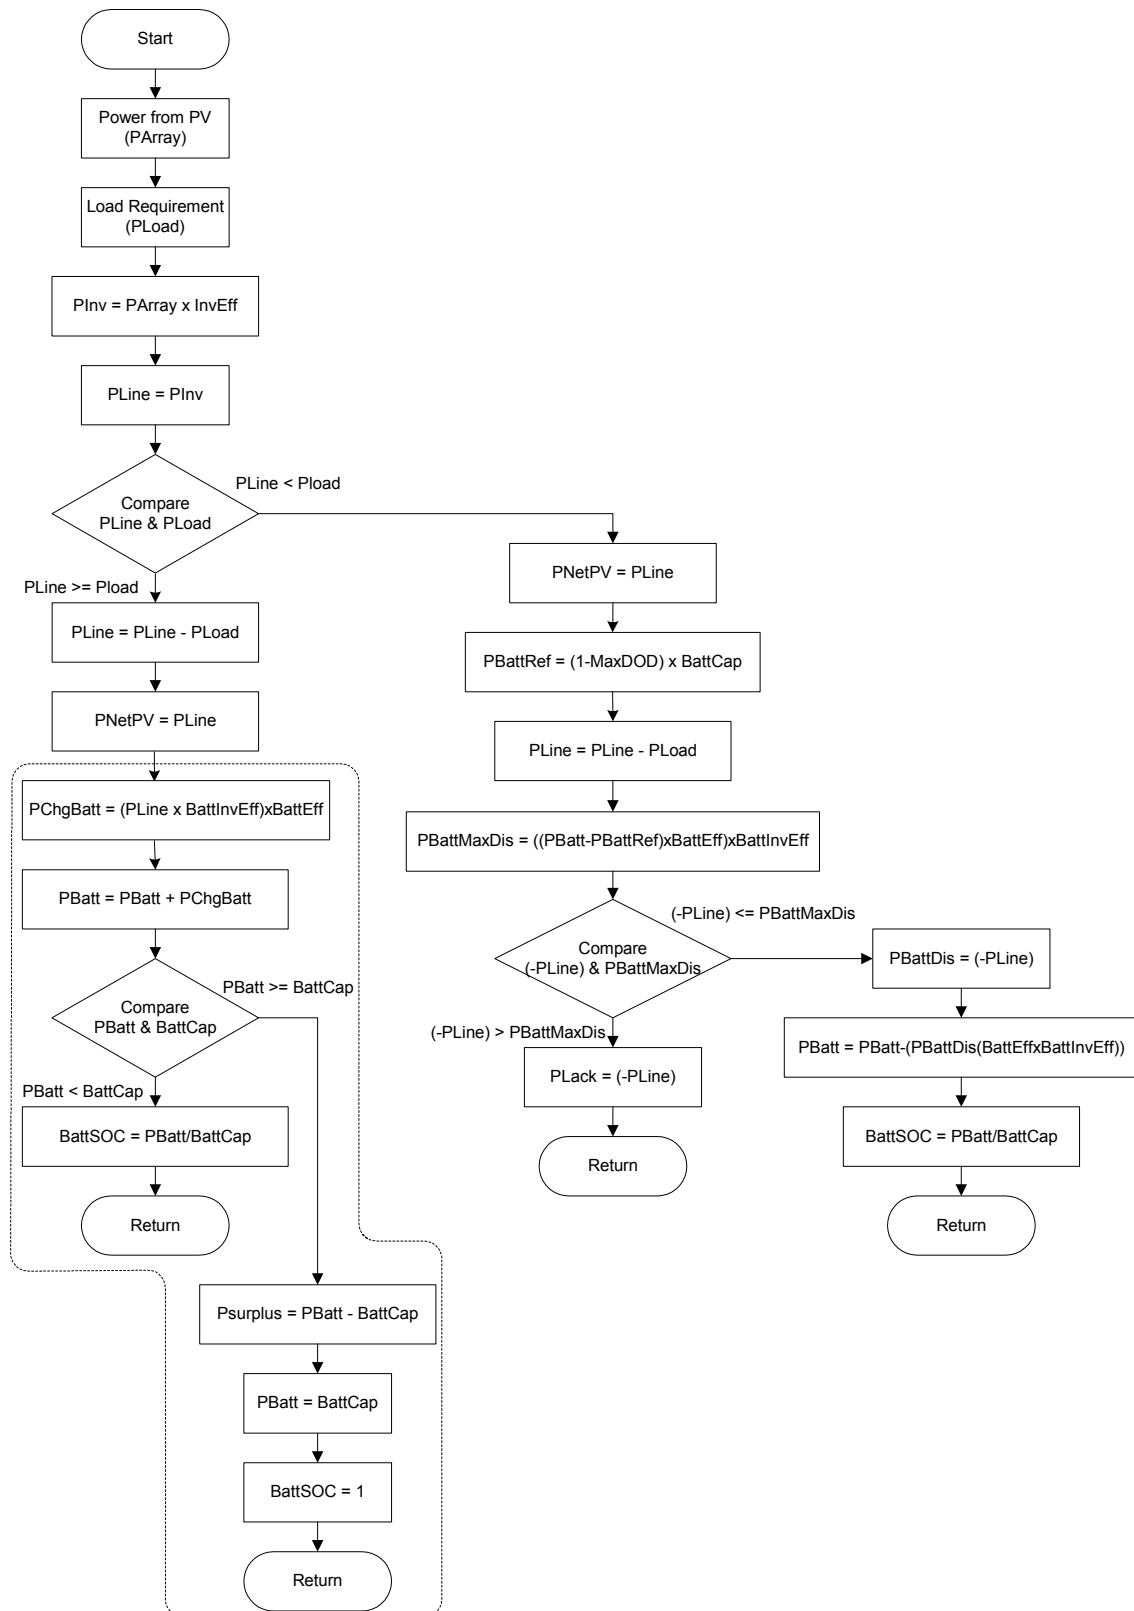 Start
Power from PV
(PArray)
Load Requirement
(PLoad)
PInv = PArray x InvEff
PLine = PInv
Compare
PLine & PLoad
PLine < Pload
PLine >= Pload
PLine = PLine - PLoad
PNetPV = PLine
PChgBatt = (PLine x BattInvEff)xBattEff
PBatt = PBatt + PChgBatt
Compare
PBatt & BattCap
PBatt >= BattCap
PBatt < BattCap
BattSOC = PBatt/BattCap
Return
Psurplus = PBatt - BattCap
PBatt = BattCap
BattSOC = 1
Return
PNetPV = PLine
PBattRef = (1-MaxDOD) x BattCap
PLine = PLine - PLoad
PBattMaxDis = ((PBatt-PBattRef)xBattEff)xBattInvEff
Compare
(-PLine) & PBattMaxDis
(-PLine) <= PBattMaxDis
(-PLine) > PBattMaxDis
PLack = (-PLine)
Return
PBattDis = (-PLine)
PBatt = PBatt-(PBattDis(BattEffxBattInvEff))
BattSOC = PBatt/BattCap
Return